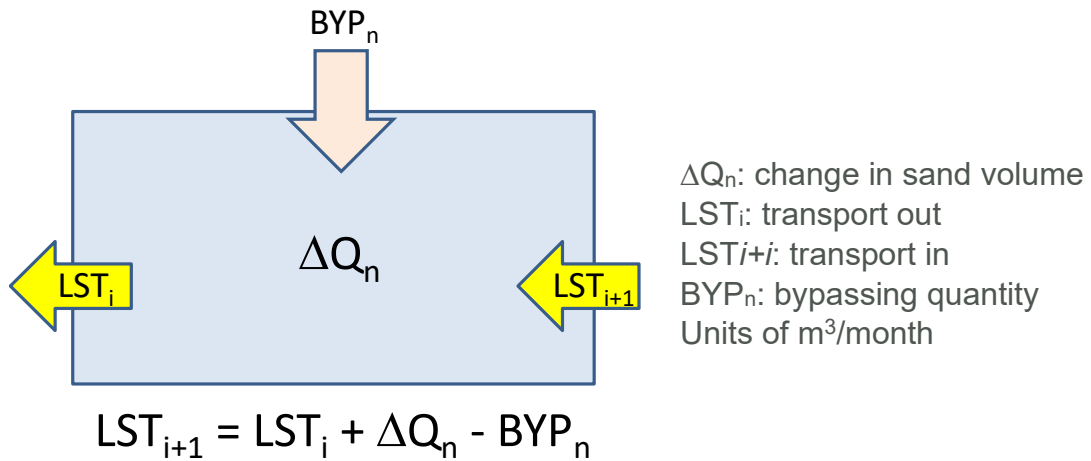 BYPₙ
ΔQₙ
LSTᵢ
LSTᵢ₊₁
ΔQₙ: change in sand volume
LSTᵢ: transport out
LSTi+i: transport in
BYPₙ: bypassing quantity
Units of m³/month
LSTᵢ₊₁ = LSTᵢ + ΔQₙ - BYPₙ